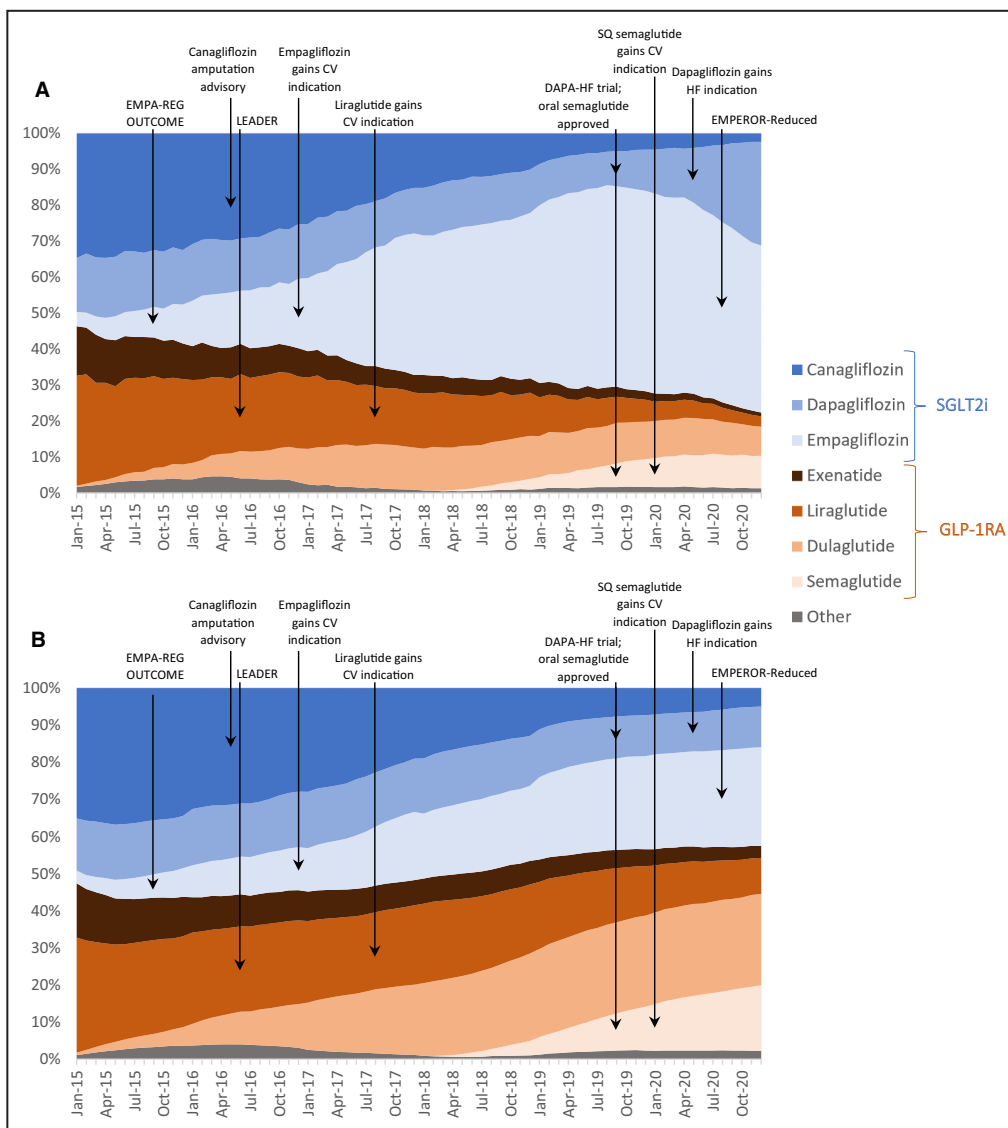 A
Canagliflozin
amputation
advisory
Empagliflozin
gains CV
indication
SQ semaglutide
gains CV
indication
EMPA-REG
OUTCOME
LEADER
Liraglutide gains
CV indication
DAPA-HF trial;
oral semaglutide
approved
Dapagliflozin gains
HF indication
EMPEROR-Reduced
100%
90%
80%
70%
60%
50%
40%
30%
20%
10%
0%
Jan-15
Apr-15
Jul-15
Oct-15
Jan-16
Apr-16
Jul-16
Oct-16
Jan-17
Apr-17
Jul-17
Oct-17
Jan-18
Apr-18
Jul-18
Oct-18
Jan-19
Apr-19
Jul-19
Oct-19
Jan-20
Apr-20
Jul-20
Oct-20
Canagliflozin
Dapagliflozin
Empagliflozin
SGLT2i
Exenatide
Liraglutide
Dulaglutide
Semaglutide
GLP-1RA
Other
B
Canagliflozin
amputation
advisory
Empagliflozin
gains CV
indication
SQ semaglutide
gains CV
indication
EMPA-REG
OUTCOME
LEADER
Liraglutide gains
CV indication
DAPA-HF trial;
oral semaglutide
approved
Dapagliflozin gains
HF indication
EMPEROR-Reduced
100%
90%
80%
70%
60%
50%
40%
30%
20%
10%
0%
Jan-15
Apr-15
Jul-15
Oct-15
Jan-16
Apr-16
Jul-16
Oct-16
Jan-17
Apr-17
Jul-17
Oct-17
Jan-18
Apr-18
Jul-18
Oct-18
Jan-19
Apr-19
Jul-19
Oct-19
Jan-20
Apr-20
Jul-20
Oct-20